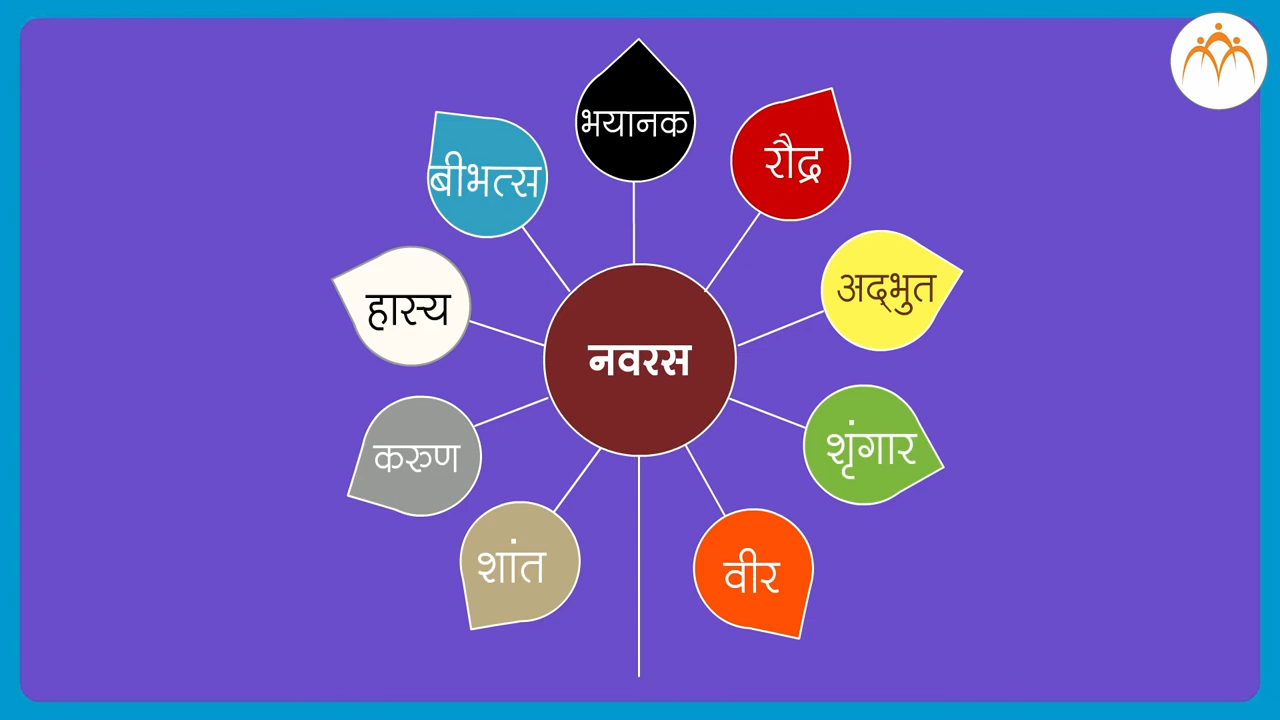 भयानक
रौद्र
बीभत्स
अद्‌भुत
हास्य
नवरस
शृंगार
करुण
शांत
वीर